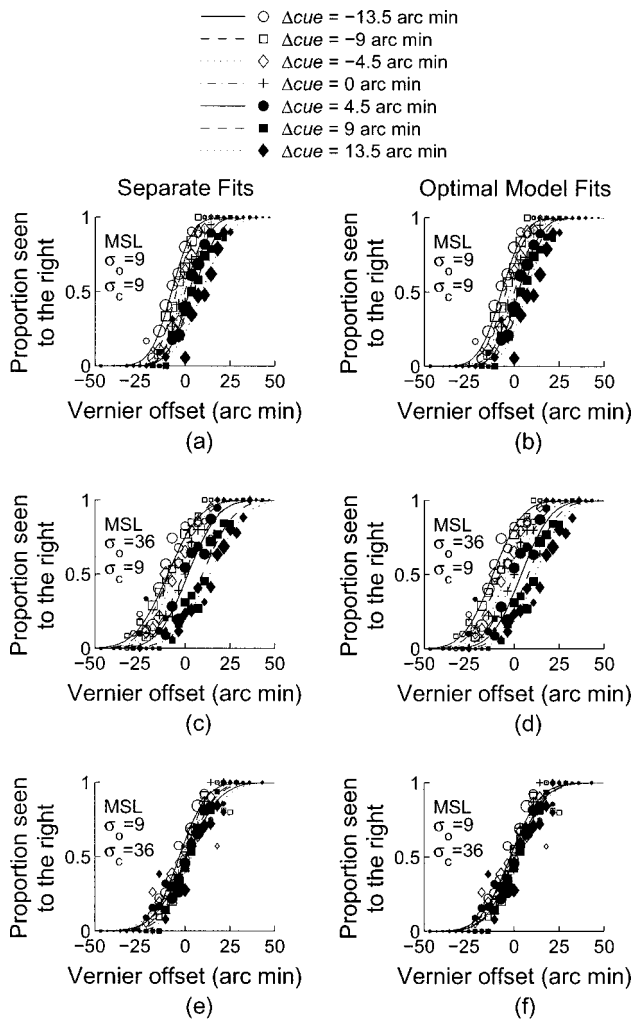 Δcue = −13.5 arc min
Δcue = −9 arc min
Δcue = −4.5 arc min
Δcue = 0 arc min
Δcue = 4.5 arc min
Δcue = 9 arc min
Δcue = 13.5 arc min
Separate Fits
Optimal Model Fits
Proportion seen
to the right
1
0.5
0
MSL
σo=9
σc=9
−50 −25 0 25 50
Vernier offset (arc min)
(a)
Proportion seen
to the right
1
0.5
0
MSL
σo=9
σc=9
−50 −25 0 25 50
Vernier offset (arc min)
(b)
Proportion seen
to the right
1
0.5
0
MSL
σo=36
σc=9
−50 −25 0 25 50
Vernier offset (arc min)
(c)
Proportion seen
to the right
1
0.5
0
MSL
σo=36
σc=9
−50 −25 0 25 50
Vernier offset (arc min)
(d)
Proportion seen
to the right
1
0.5
0
MSL
σo=9
σc=36
−50 −25 0 25 50
Vernier offset (arc min)
(e)
Proportion seen
to the right
1
0.5
0
MSL
σo=9
σc=36
−50 −25 0 25 50
Vernier offset (arc min)
(f)